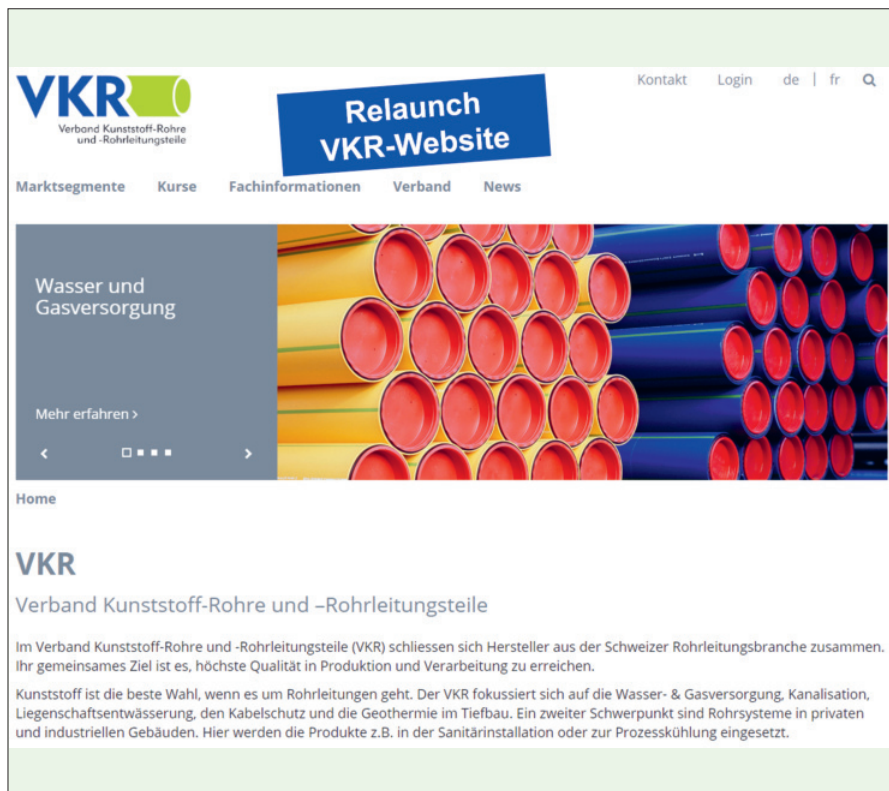 VKR
Verband Kunststoff-Rohre
und -Rohrleitungsteile
Relaunch
VKR-Website
Kontakt Login de | fr
Marktsegmente Kurse Fachinformationen Verband News
Wasser und
Gasversorgung
Mehr erfahren >
Home
VKR
Verband Kunststoff-Rohre und –Rohrleitungsteile
Im Verband Kunststoff-Rohre und -Rohrleitungsteile (VKR) schliessen sich Hersteller aus der Schweizer Rohrleitungsbranche zusammen.
Ihr gemeinsames Ziel ist es, höchste Qualität in Produktion und Verarbeitung zu erreichen.
Kunststoff ist die beste Wahl, wenn es um Rohrleitungen geht. Der VKR fokussiert sich auf die Wasser- & Gasversorgung, Kanalisation,
Liegenschaftsentwässerung, den Kabelschutz und die Geothermie im Tiefbau. Ein zweiter Schwerpunkt sind Rohrsysteme in privaten
und industriellen Gebäuden. Hier werden die Produkte z.B. in der Sanitärinstallation oder zur Prozesskühlung eingesetzt.